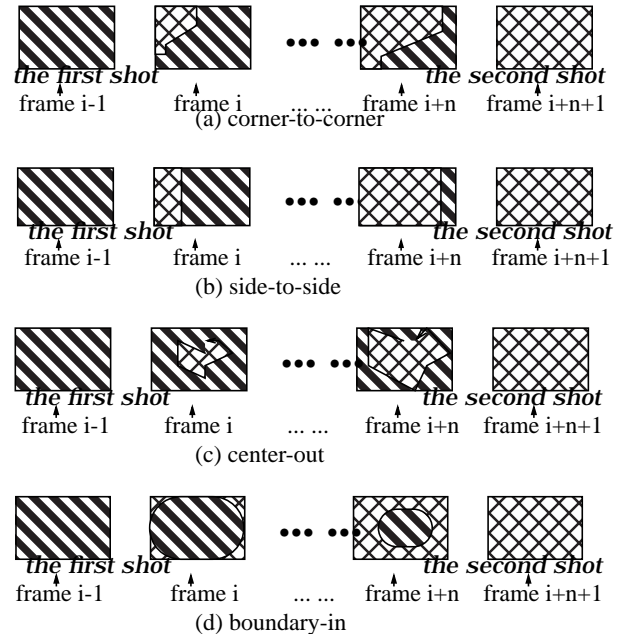 the first shot the second shot
frame i-1 frame i ... ... frame i+n frame i+n+1
(a) corner-to-corner
the first shot the second shot
frame i-1 frame i ... ... frame i+n frame i+n+1
(b) side-to-side
the first shot the second shot
frame i-1 frame i ... ... frame i+n frame i+n+1
(c) center-out
the first shot the second shot
frame i-1 frame i ... ... frame i+n frame i+n+1
(d) boundary-in